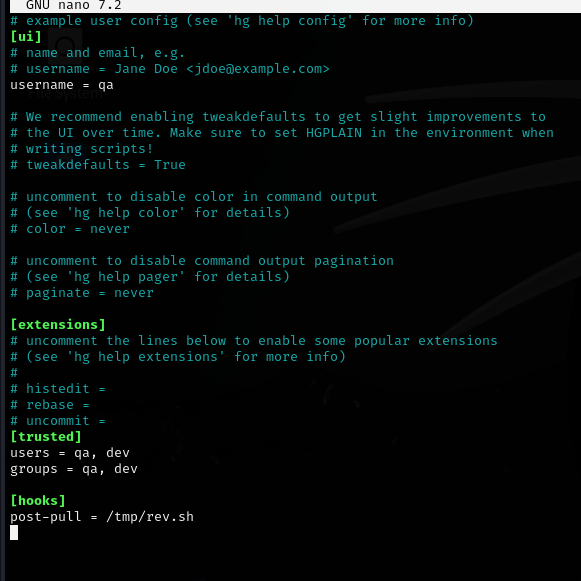 GNU nano 7.2
# example user config (see 'hg help config' for more info)
[ui]
# name and email, e.g.
# username = Jane Doe <jdoe@example.com>
username = qa
# We recommend enabling tweakdefaults to get slight improvements to
# the UI over time. Make sure to set HGPLAIN in the environment when
# writing scripts!
# tweakdefaults = True
# uncomment to disable color in command output
# (see 'hg help color' for details)
# color = never
# uncomment to disable command output pagination
# (see 'hg help pager' for details)
# paginate = never
[extensions]
# uncomment the lines below to enable some popular extensions
# (see 'hg help extensions' for more info)
#
# histedit =
# rebase =
# uncommit =
[trusted]
users = qa, dev
groups = qa, dev
[hooks]
post-pull = /tmp/rev.sh